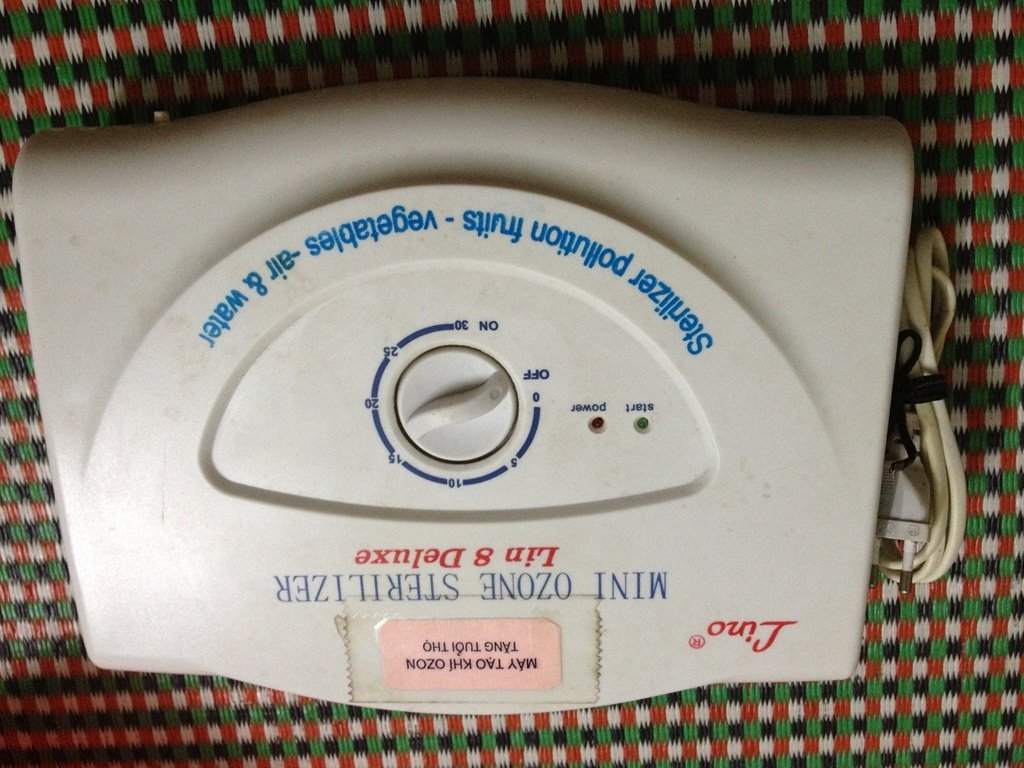 MÁY TẠO KHÍ OZON
TĂNG TUỔI THỌ
Lino ®
MINI OZONE STERILIZER
Lin 8 Deluxe
start power
0 5 10 15 20 25 30
OFF
ON
Sterilizer pollution fruits - vegetables -air & water